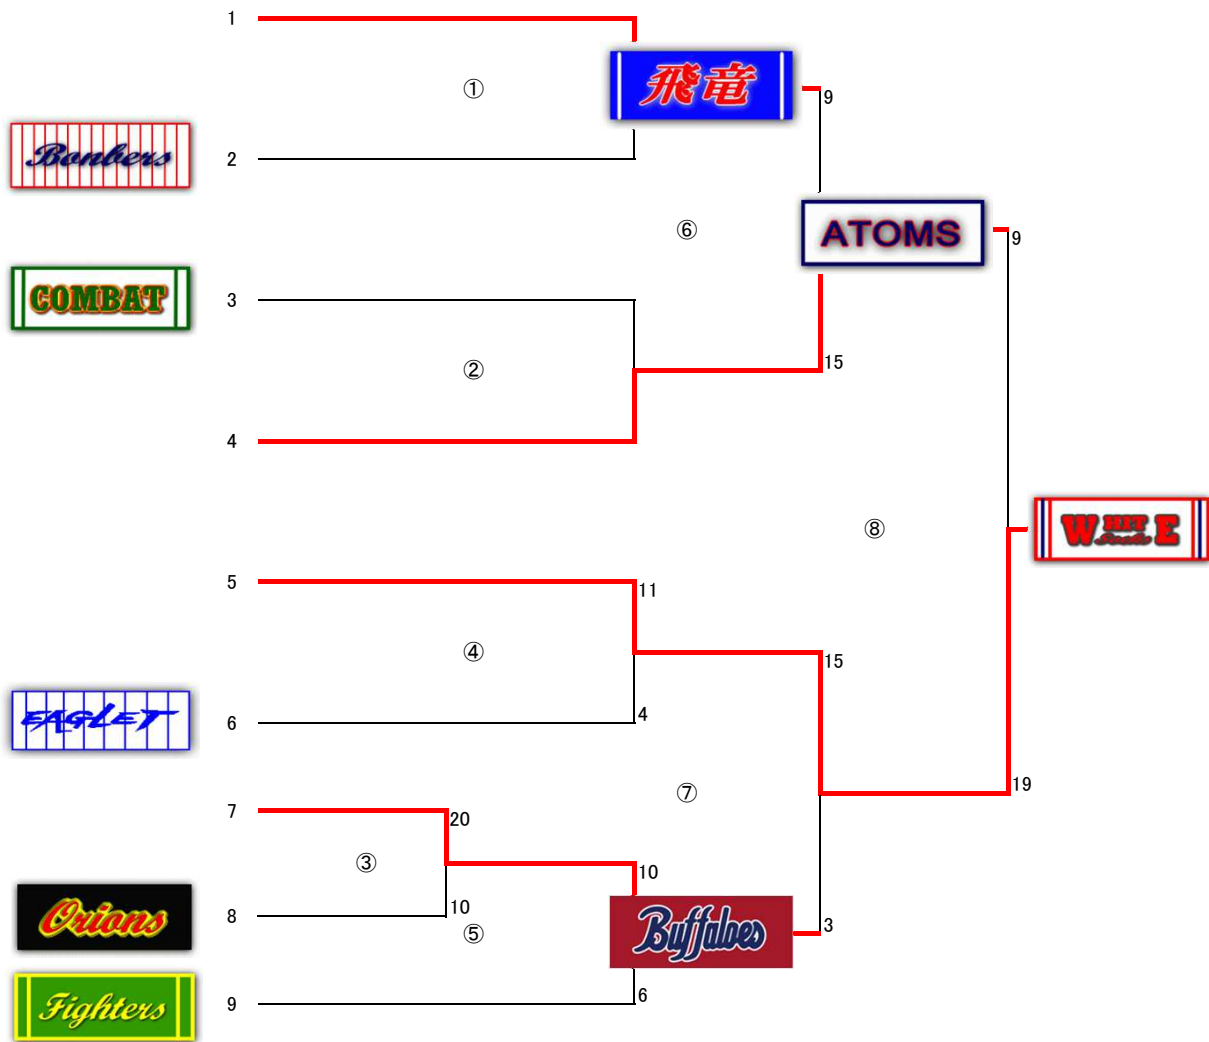 1
飛竜
①
9
Bonbers
2
ATOMS
⑥
9
COMBAT
3
②
15
4
WHITE
Socks
⑧
5
11
④
15
EAGLET
6
4
⑦
19
7
20
③
10
Orions
8
10
⑤
Buffaloes
3
Fighters
9
6